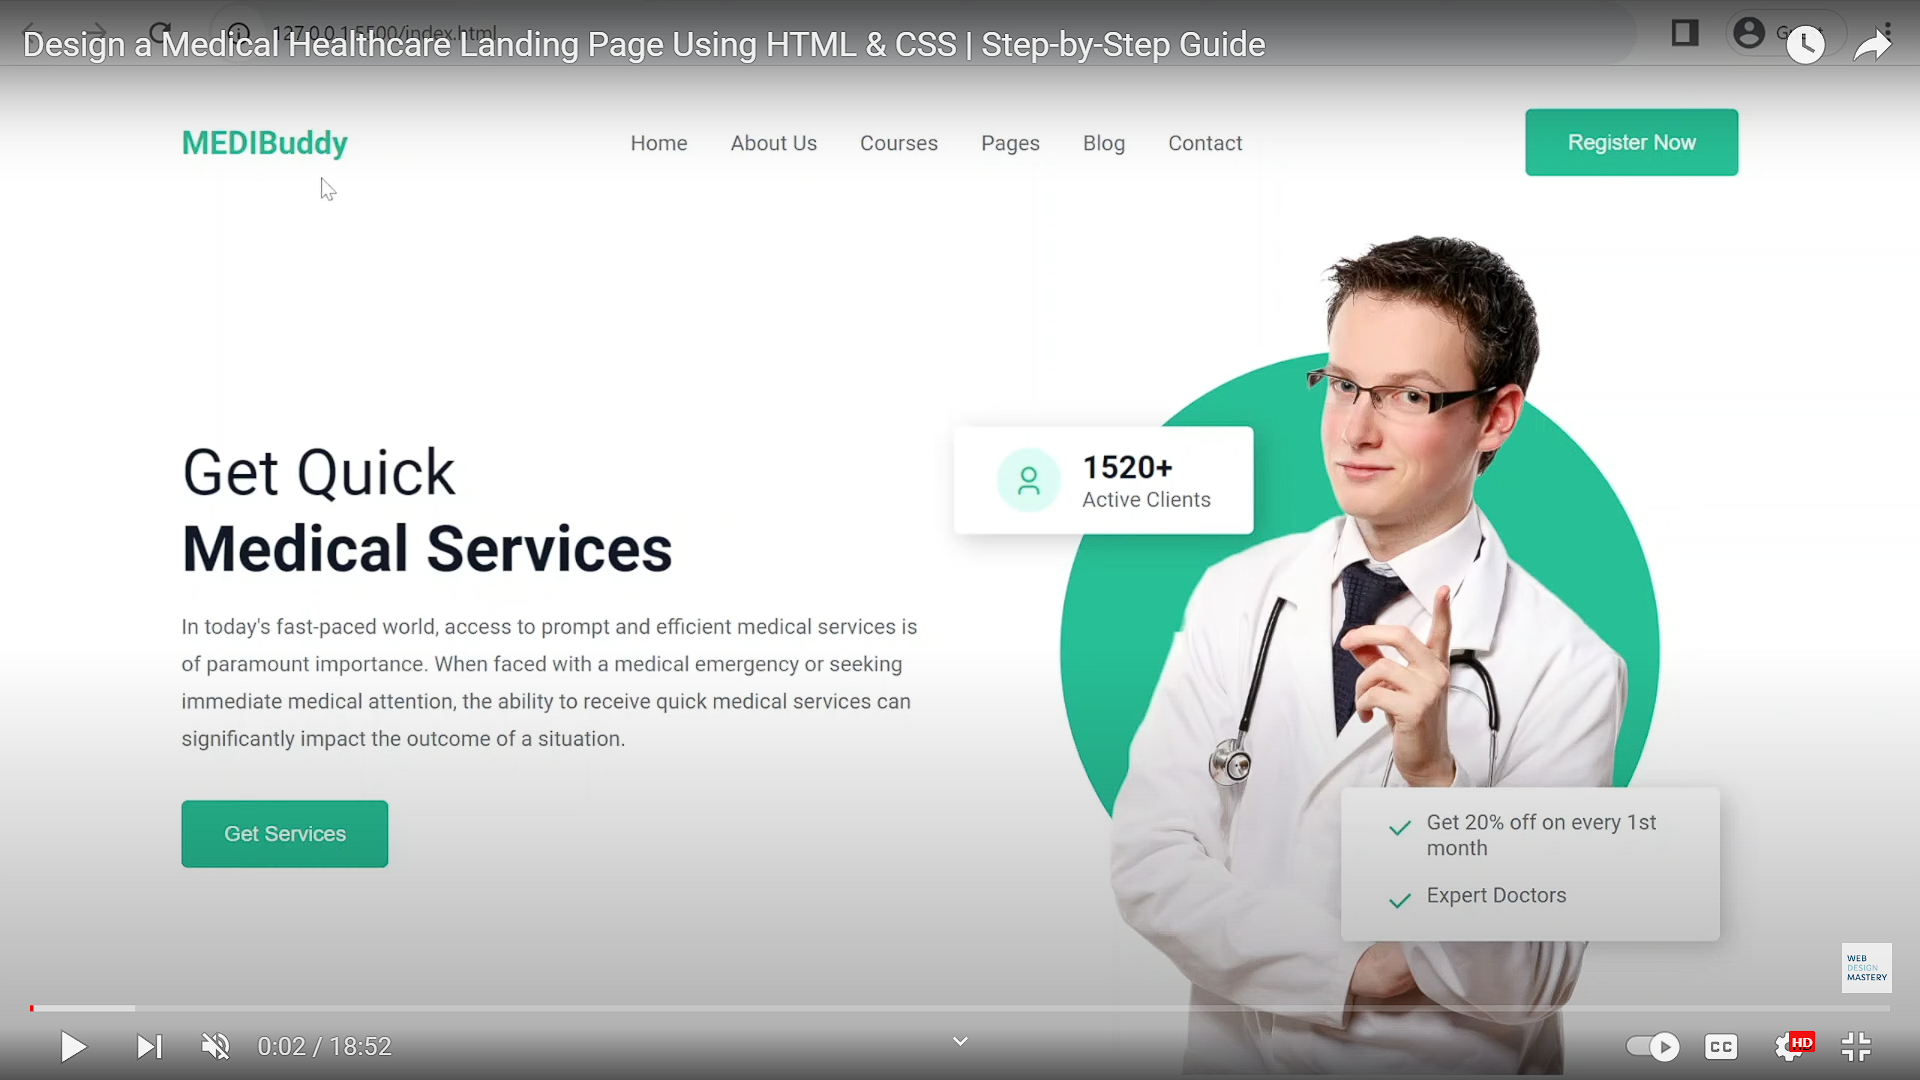 127.0.0.1:5500/index.html
Design a Medical Healthcare Landing Page Using HTML & CSS | Step-by-Step Guide
MEDIBuddy
Home
About Us
Courses
Pages
Blog
Contact
Register Now
Get Quick
Medical Services
1520+
Active Clients
In today's fast-paced world, access to prompt and efficient medical services is
of paramount importance. When faced with a medical emergency or seeking
immediate medical attention, the ability to receive quick medical services can
significantly impact the outcome of a situation.
Get Services
Get 20% off on every 1st
month
Expert Doctors
WEB
DESIGN
MASTERY
0:02 / 18:52
CC
HD